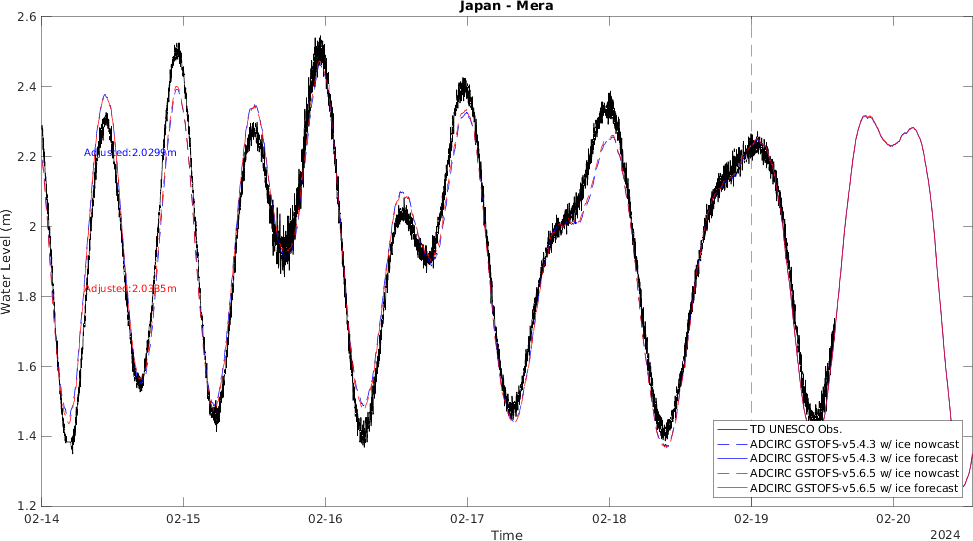 Japan - Mera
2.6
2.4
2.2
2
1.8
1.6
1.4
1.2
Water Level (m)
Adjusted:2.0299m
Adjusted:2.0335m
TD UNESCO Obs.
ADCIRC GSTOFS-v5.4.3 w/ ice nowcast
ADCIRC GSTOFS-v5.4.3 w/ ice forecast
ADCIRC GSTOFS-v5.6.5 w/ ice nowcast
ADCIRC GSTOFS-v5.6.5 w/ ice forecast
02-14 02-15 02-16 02-17 02-18 02-19 02-20
Time
2024